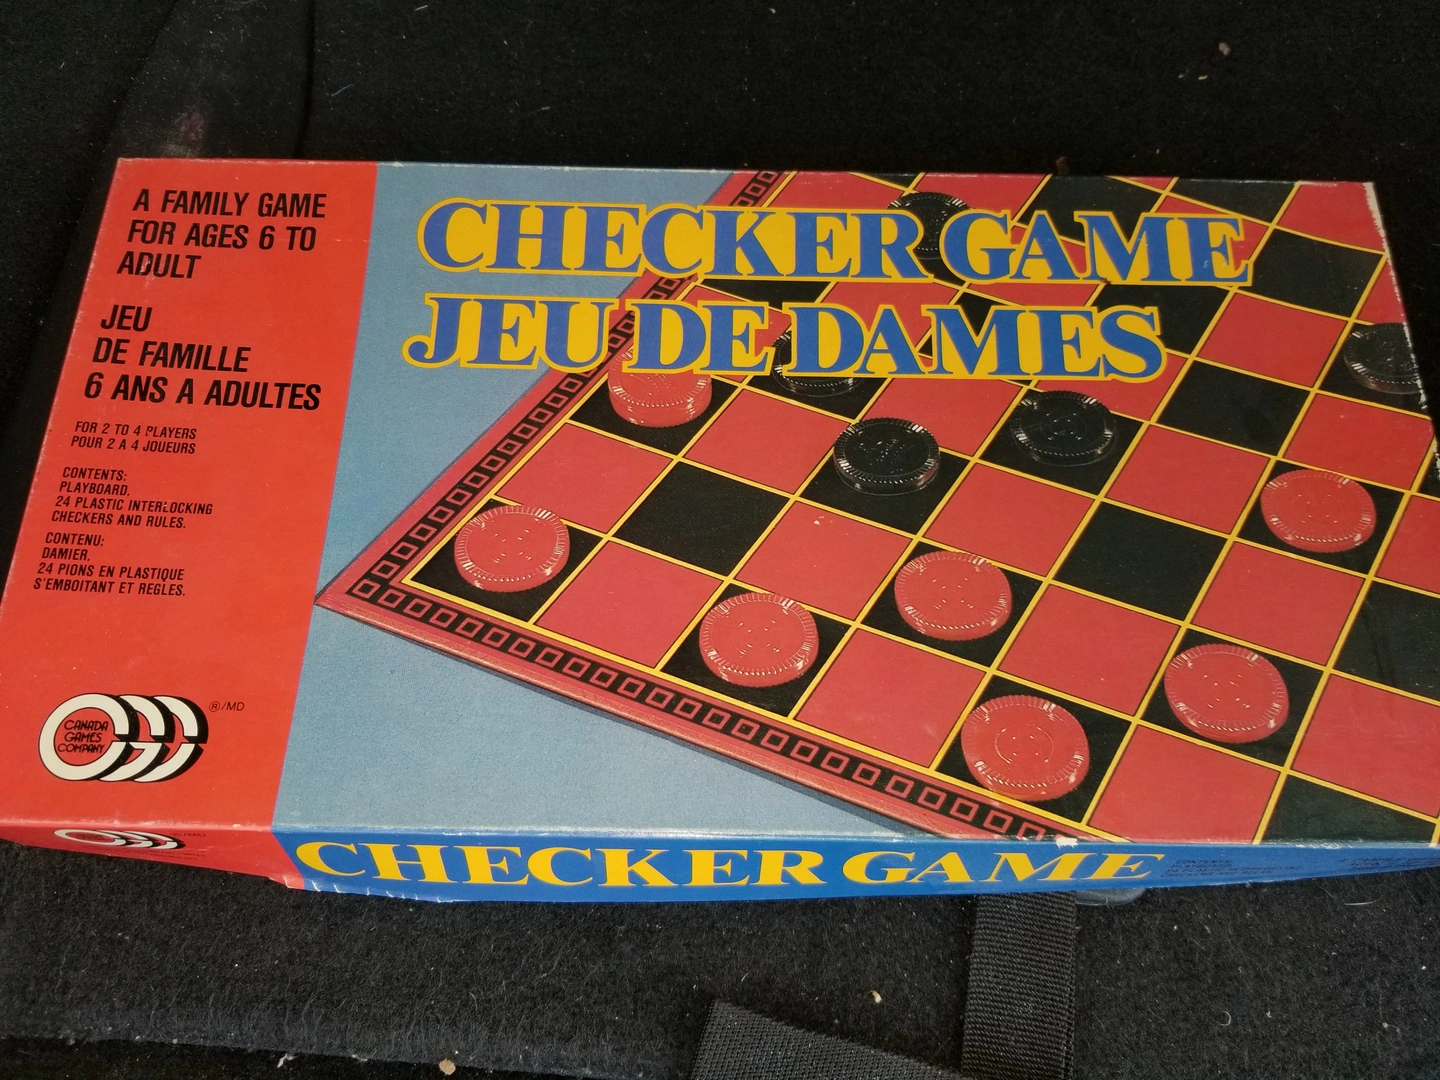 A FAMILY GAME
FOR AGES 6 TO
ADULT
JEU
DE FAMILLE
6 ANS A ADULTES
FOR 2 TO 4 PLAYERS
POUR 2 A 4 JOUEURS
CONTENTS:
PLAYBOARD,
24 PLASTIC INTERLOCKING
CHECKERS AND RULES.
CONTENU:
DAMIER,
24 PIONS EN PLASTIQUE
S'EMBOITANT ET REGLES.
CANADA
GAMES
COMPANY
®/MD
CHECKER GAME
JEU DE DAMES
CHECKER GAME